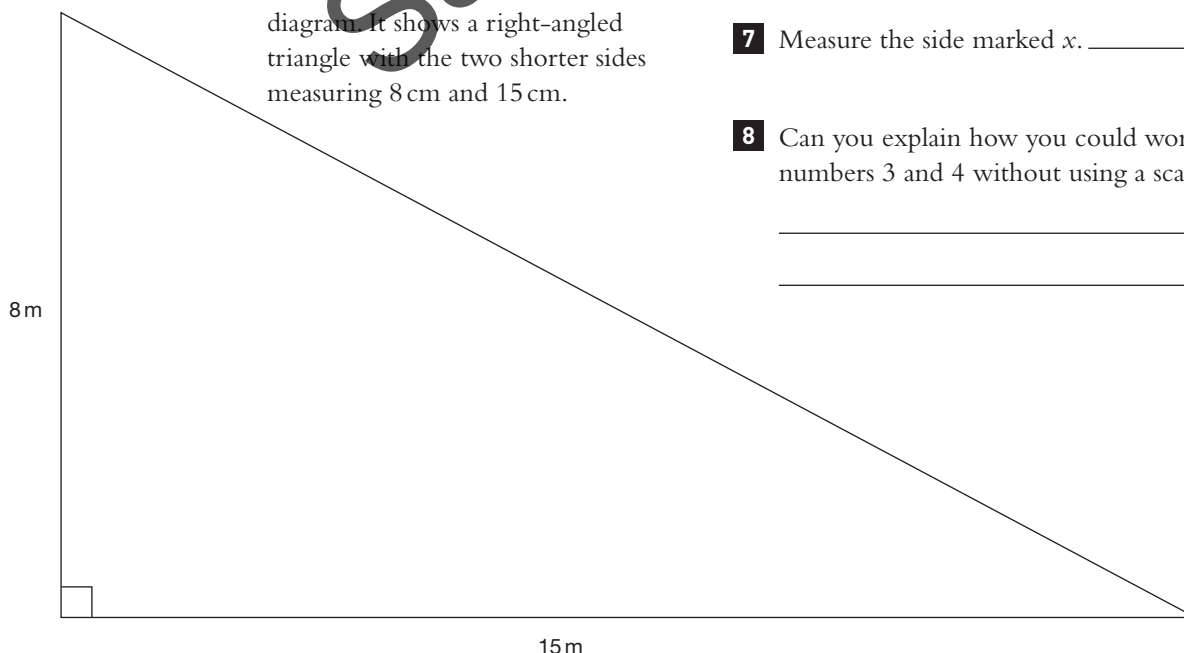 diagram. It shows a right-angled
triangle with the two shorter sides
measuring 8 cm and 15 cm.
7 Measure the side marked x.
8 Can you explain how you could wor
numbers 3 and 4 without using a sca
8 m
15 m